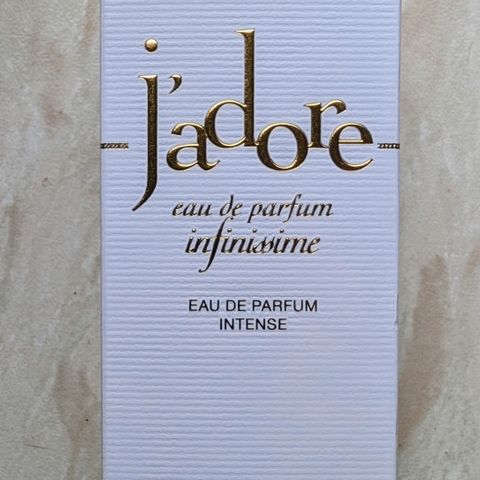 j'adore
eau de parfum
infinissime
EAU DE PARFUM
INTENSE